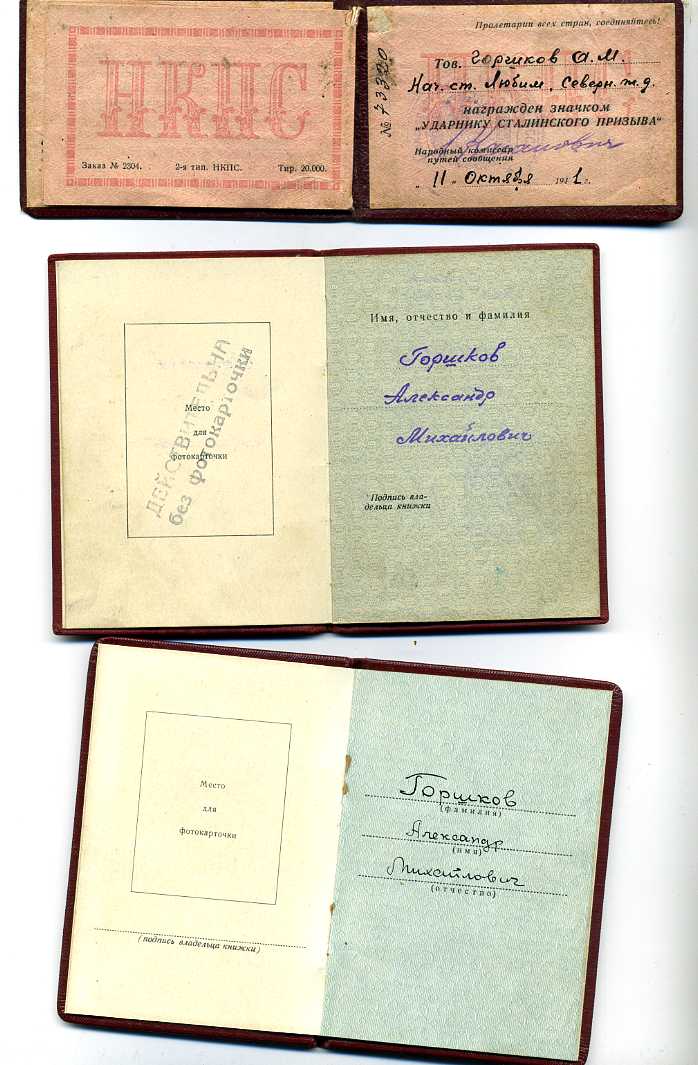 НКПС
Заказ № 2304. 2-я тип. НКПС. Тир. 20.000.
Пролетарии всех стран, соединяйтесь!
Тов. Горшков А. М.
Нач. ст. Любим, Северн. ж. д.
награжден значком
„УДАРНИКУ СТАЛИНСКОГО ПРИЗЫВА“
Народный комиссар
путей сообщения
„11„ Октября 1941 г.
Имя, отчество и фамилия
Горшков
Александр
Михайлович
Подпись вла-
дельца книжки
Место
для
фотокарточки
ДЕЙСТВИТЕЛЬНА
без фотокарточки
Место
для
фотокарточки
(подпись владельца книжки)
Горшков
(фамилия)
Александр
(имя)
Михайлович
(отчество)